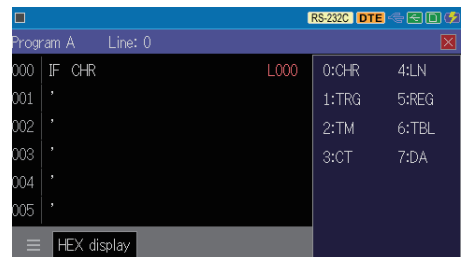 RS-232C DTE
Program A Line: 0
000 IF CHR L000 0:CHR 4:LN
001 ' 1:TRG 5:REG
002 ' 2:TM 6:TBL
003 ' 3:CT 7:DA
004 '
005 '
HEX display